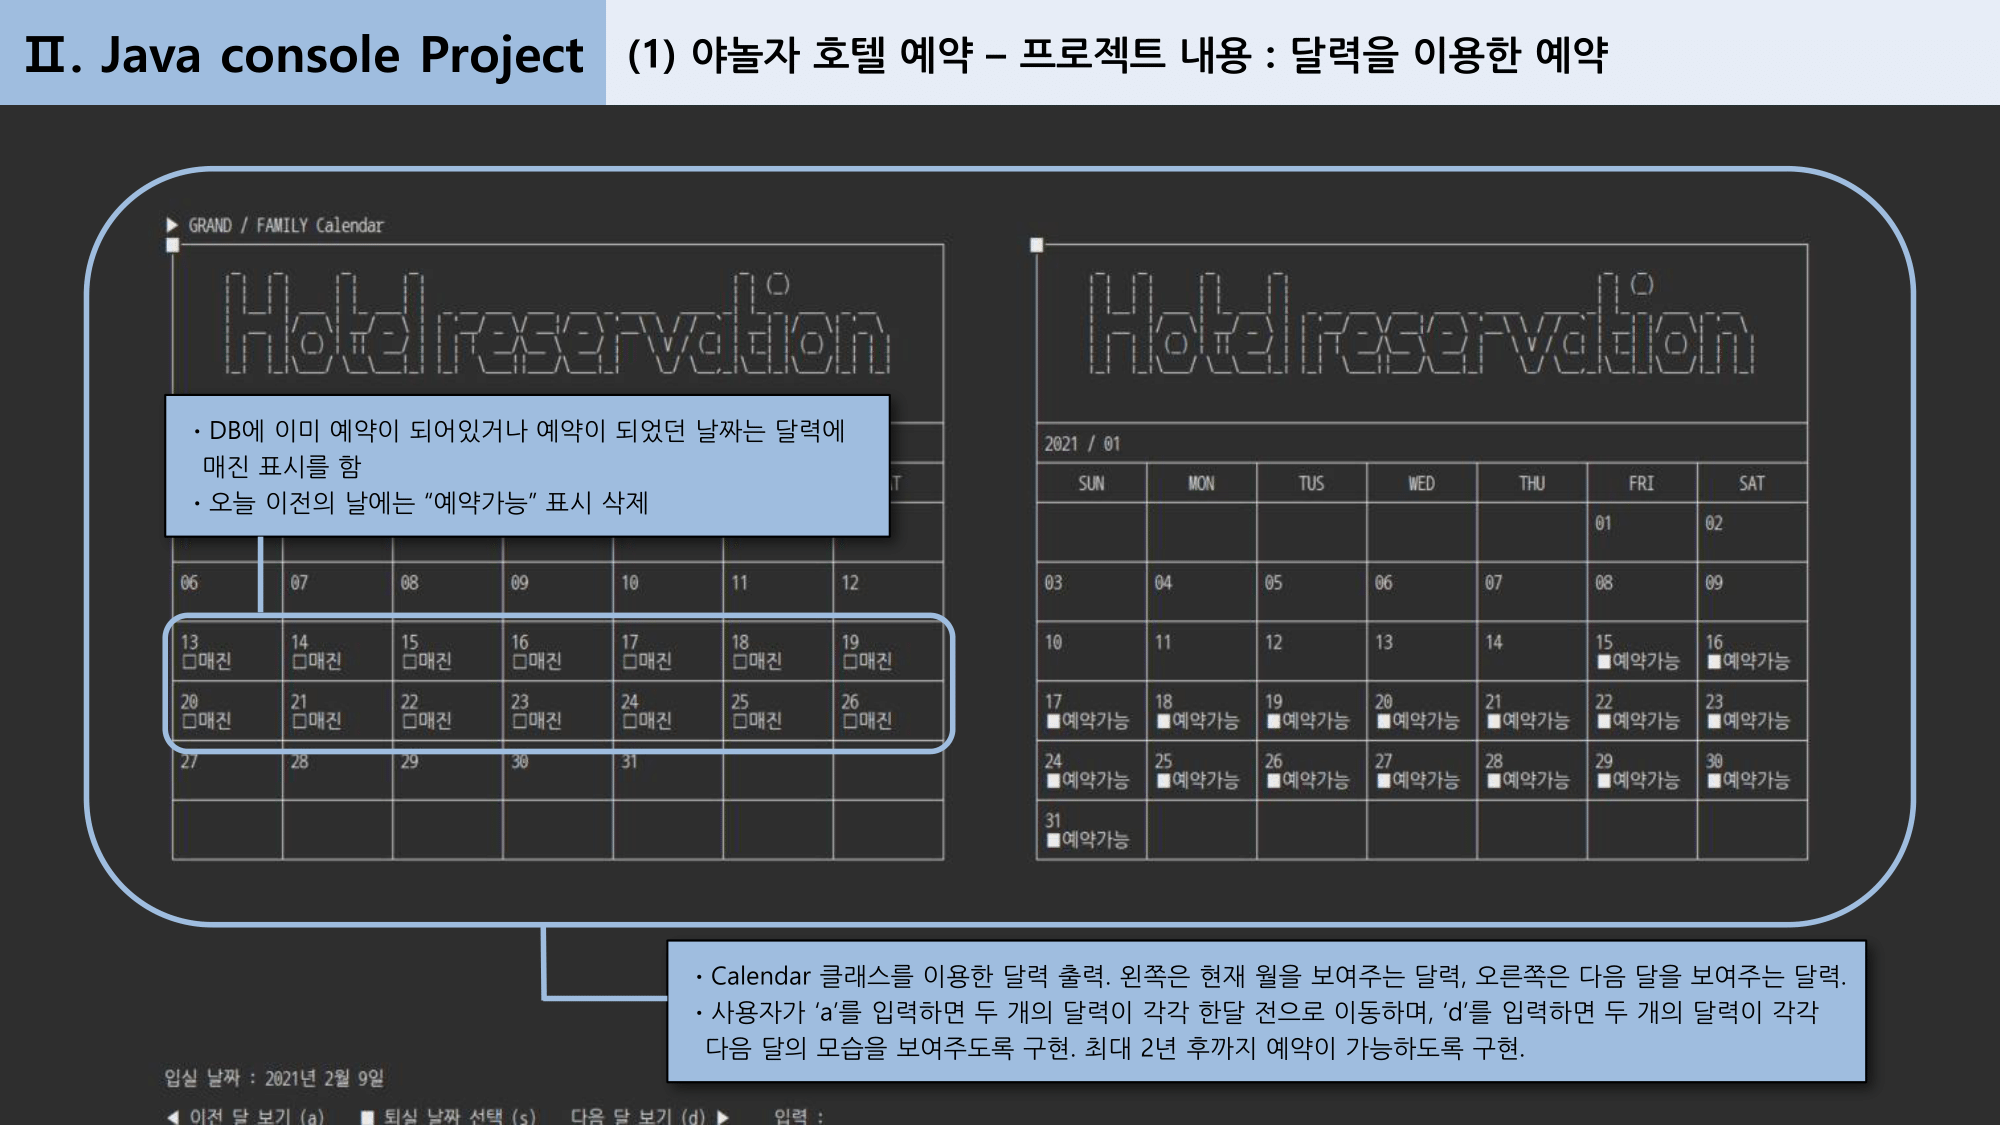 Ⅱ. Java console Project
(1) 야놀자 호텔 예약 – 프로젝트 내용 : 달력을 이용한 예약
▶ GRAND / FAMILY Calendar
Hotel reservation
Hotel reservation
· DB에 이미 예약이 되어있거나 예약이 되었던 날짜는 달력에
매진 표시를 함
· 오늘 이전의 날에는 “예약가능” 표시 삭제
06 07 08 09 10 11 12
13 14 15 16 17 18 19
□매진 □매진 □매진 □매진 □매진 □매진 □매진
20 21 22 23 24 25 26
□매진 □매진 □매진 □매진 □매진 □매진 □매진
27 28 29 30 31
2021 / 01
SUN MON TUS WED THU FRI SAT
01 02
03 04 05 06 07 08 09
10 11 12 13 14 15 16
■예약가능 ■예약가능
17 18 19 20 21 22 23
■예약가능 ■예약가능 ■예약가능 ■예약가능 ■예약가능 ■예약가능 ■예약가능
24 25 26 27 28 29 30
■예약가능 ■예약가능 ■예약가능 ■예약가능 ■예약가능 ■예약가능 ■예약가능
31
■예약가능
· Calendar 클래스를 이용한 달력 출력. 왼쪽은 현재 월을 보여주는 달력, 오른쪽은 다음 달을 보여주는 달력.
· 사용자가 ‘a’를 입력하면 두 개의 달력이 각각 한달 전으로 이동하며, ‘d’를 입력하면 두 개의 달력이 각각
다음 달의 모습을 보여주도록 구현. 최대 2년 후까지 예약이 가능하도록 구현.
입실 날짜 : 2021년 2월 9일
◀ 이전 달 보기 (a) ■ 퇴실 날짜 선택 (s) 다음 달 보기 (d) ▶ 입력 :